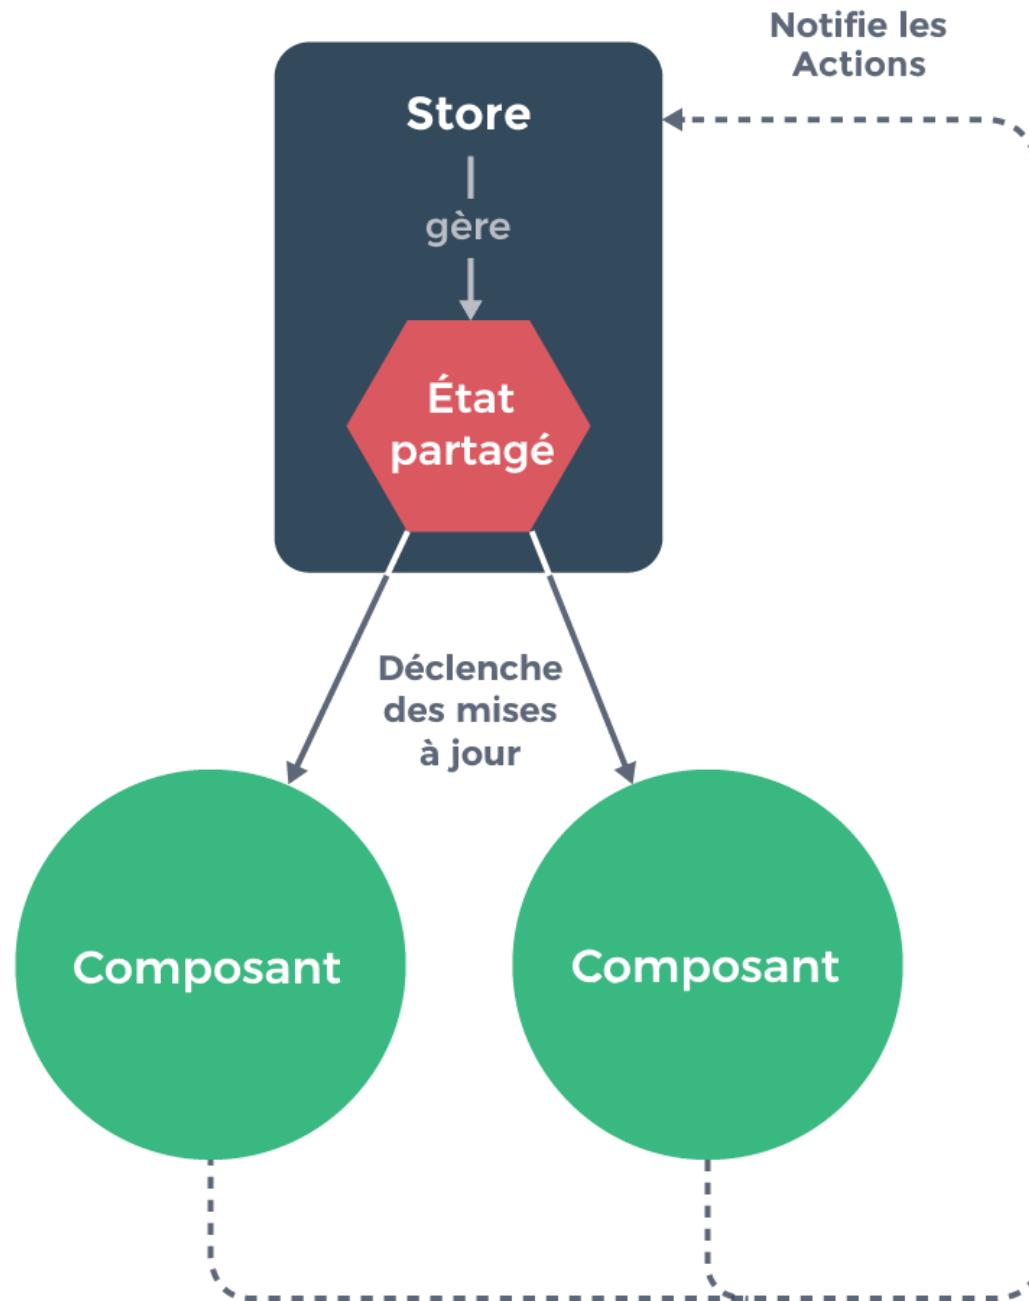 Notifie les
Actions
Store
gère
État
partagé
Déclenche
des mises
à jour
Composant
Composant